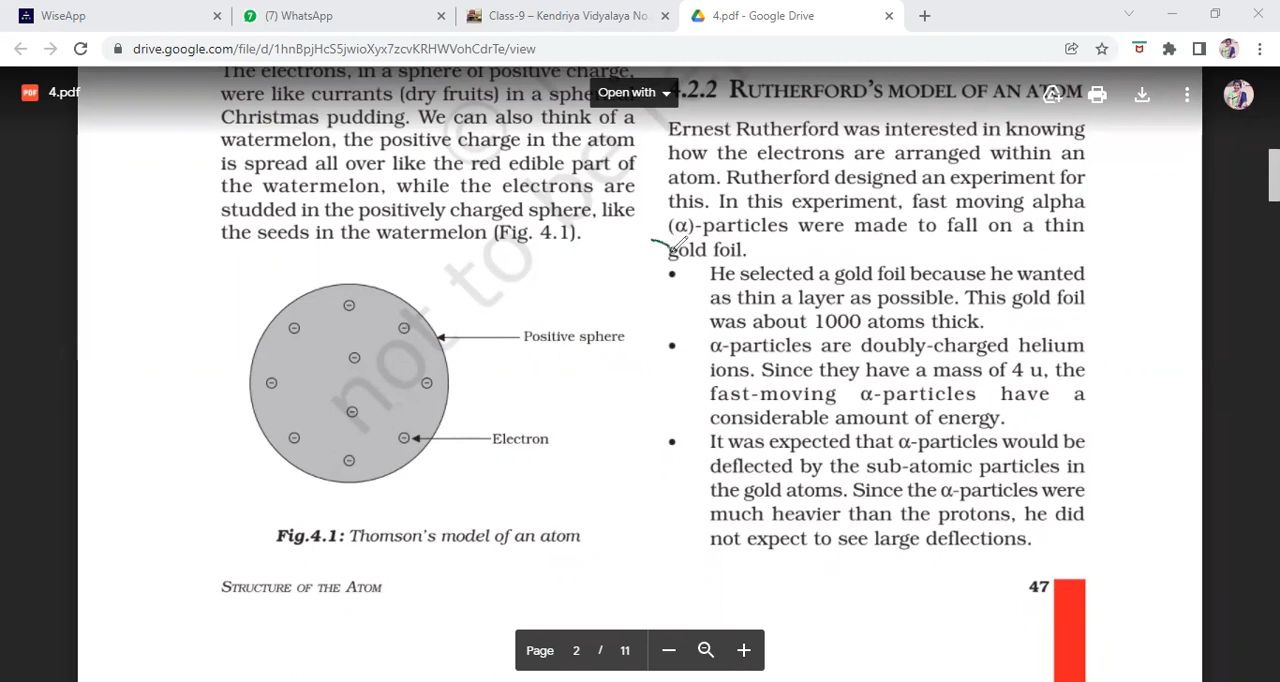 WiseApp
(7) WhatsApp
Class-9 – Kendriya Vidyalaya No.
4.pdf - Google Drive
drive.google.com/file/d/1hnBpjHcS5jwioXyx7zcvKRHWVohCdrTe/view
4.pdf
Open with
The electrons, in a sphere of positive charge,
were like currants (dry fruits) in a spherical
Christmas pudding. We can also think of a
watermelon, the positive charge in the atom
is spread all over like the red edible part of
the watermelon, while the electrons are
studded in the positively charged sphere, like
the seeds in the watermelon (Fig. 4.1).
Positive sphere
Electron
Fig.4.1: Thomson's model of an atom
STRUCTURE OF THE ATOM
4.2.2 RUTHERFORD'S MODEL OF AN ATOM
Ernest Rutherford was interested in knowing
how the electrons are arranged within an
atom. Rutherford designed an experiment for
this. In this experiment, fast moving alpha
(α)-particles were made to fall on a thin
gold foil.
• He selected a gold foil because he wanted
as thin a layer as possible. This gold foil
was about 1000 atoms thick.
• α-particles are doubly-charged helium
ions. Since they have a mass of 4 u, the
fast-moving α-particles have a
considerable amount of energy.
• It was expected that α-particles would be
deflected by the sub-atomic particles in
the gold atoms. Since the α-particles were
much heavier than the protons, he did
not expect to see large deflections.
47
© not to be
Page 2 / 11